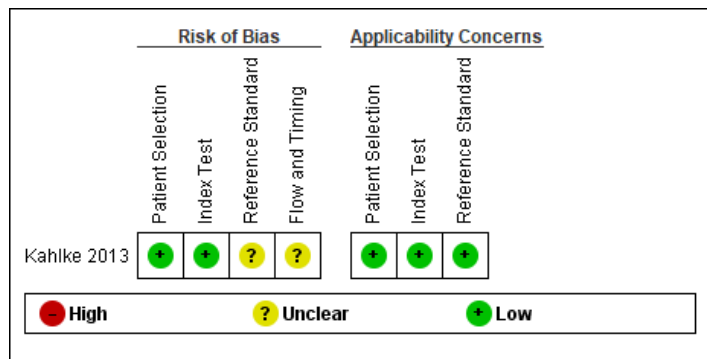 Risk of Bias
Applicability Concerns
Patient Selection
Index Test
Reference Standard
Flow and Timing
Patient Selection
Index Test
Reference Standard
Kahlke 2013 + + ? ? + + +
- High ? Unclear + Low